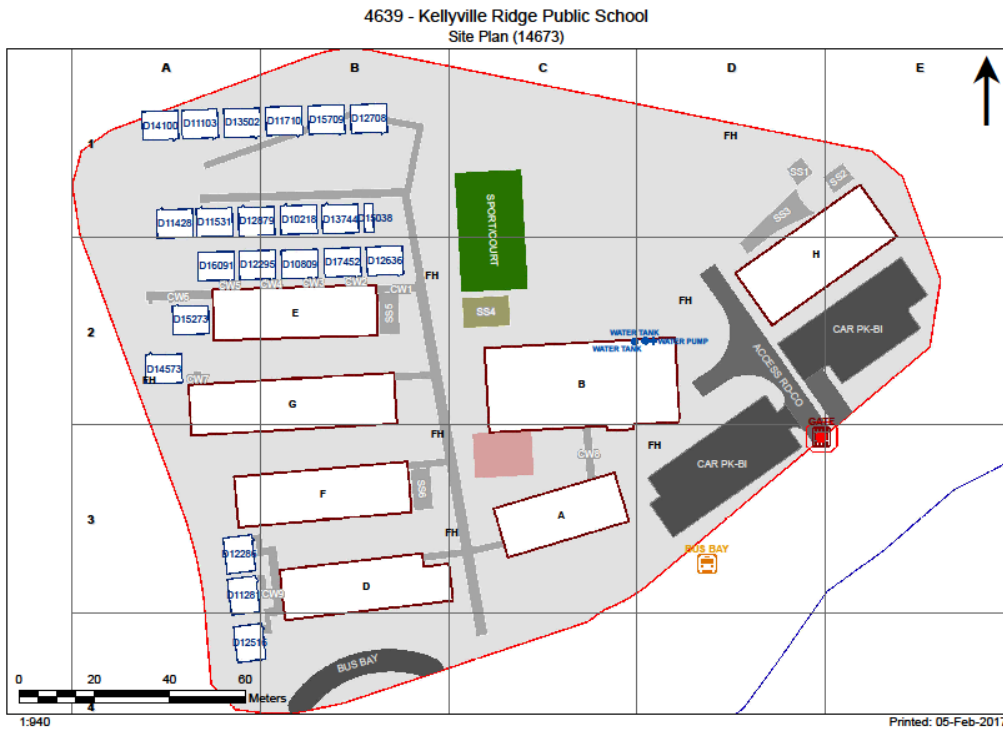 4639 - Kellyville Ridge Public School
Site Plan (14673)
A B C D E
1
D14100 D11103 D13502 D11710 D15709 D12708
FH
SS1
SS2
SS3
SPORT/COURT
D11428 D11531 D12879 D10218 D13744 D15038
H
D16091 D12295 D10809 D17452 D12636
FH
CW6 CW5 CW4 CW3 CW2 CW1
FH
2
D15273
E
SS5
SS4
CAR PK-BI
WATER TANK
WATER PUMP
WATER TANK
D14573
FH
CW7
ACCESS RD-CO
B
G
GATE
FH
FH
CW8
CAR PK-BI
F
SS6
3
A
FH
BUS BAY
D12286
D11281
CW9
D
D12516
BUS BAY
0 20 40 60
Meters
4
1:940
Printed: 05-Feb-2017